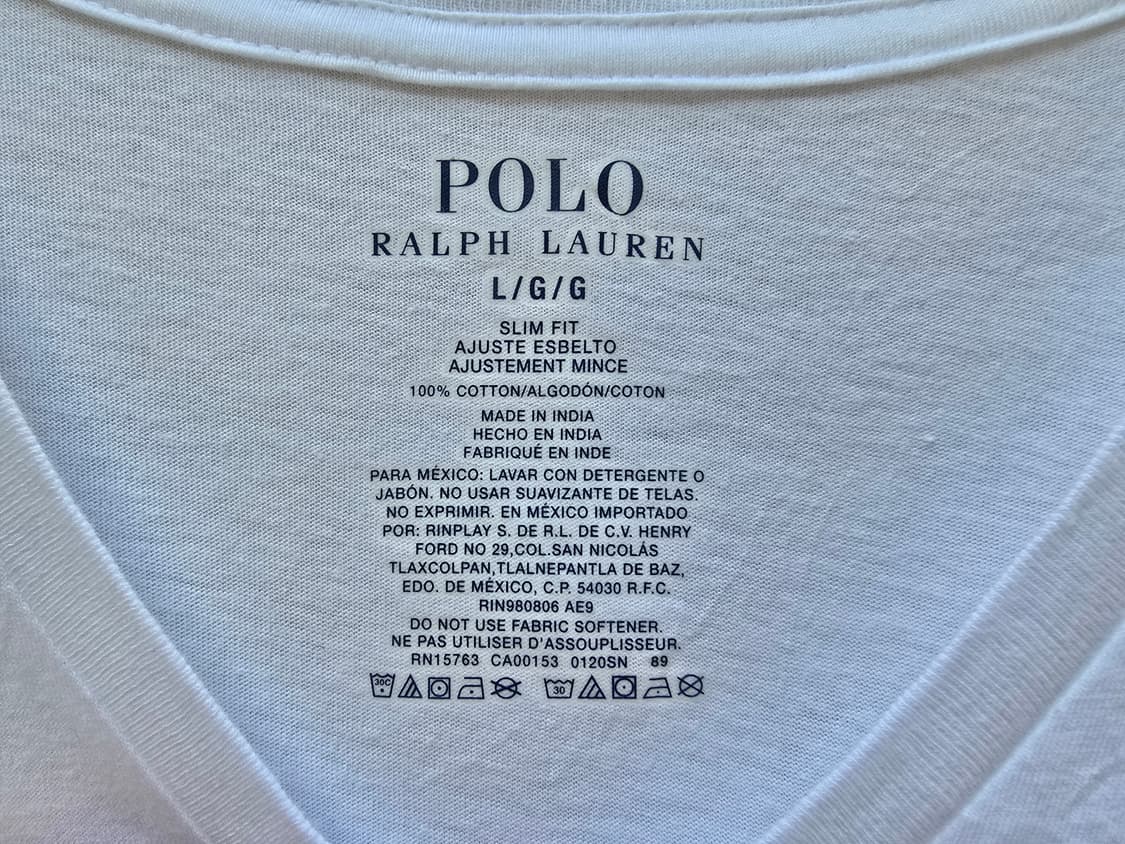 POLO
RALPH LAUREN
L/G/G
SLIM FIT
AJUSTE ESBELTO
AJUSTEMENT MINCE
100% COTTON/ALGODÓN/COTON
MADE IN INDIA
HECHO EN INDIA
FABRIQUÉ EN INDE
PARA MÉXICO: LAVAR CON DETERGENTE O
JABÓN. NO USAR SUAVIZANTE DE TELAS.
NO EXPRIMIR. EN MÉXICO IMPORTADO
POR: RINPLAY S. DE R.L. DE C.V. HENRY
FORD NO 29,COL.SAN NICOLÁS
TLAXCOLPAN,TLALNEPANTLA DE BAZ,
EDO. DE MÉXICO, C.P. 54030 R.F.C.
RIN980806 AE9
DO NOT USE FABRIC SOFTENER.
NE PAS UTILISER D'ASSOUPLISSEUR.
RN15763 CA00153 0120SN 89
30C 30